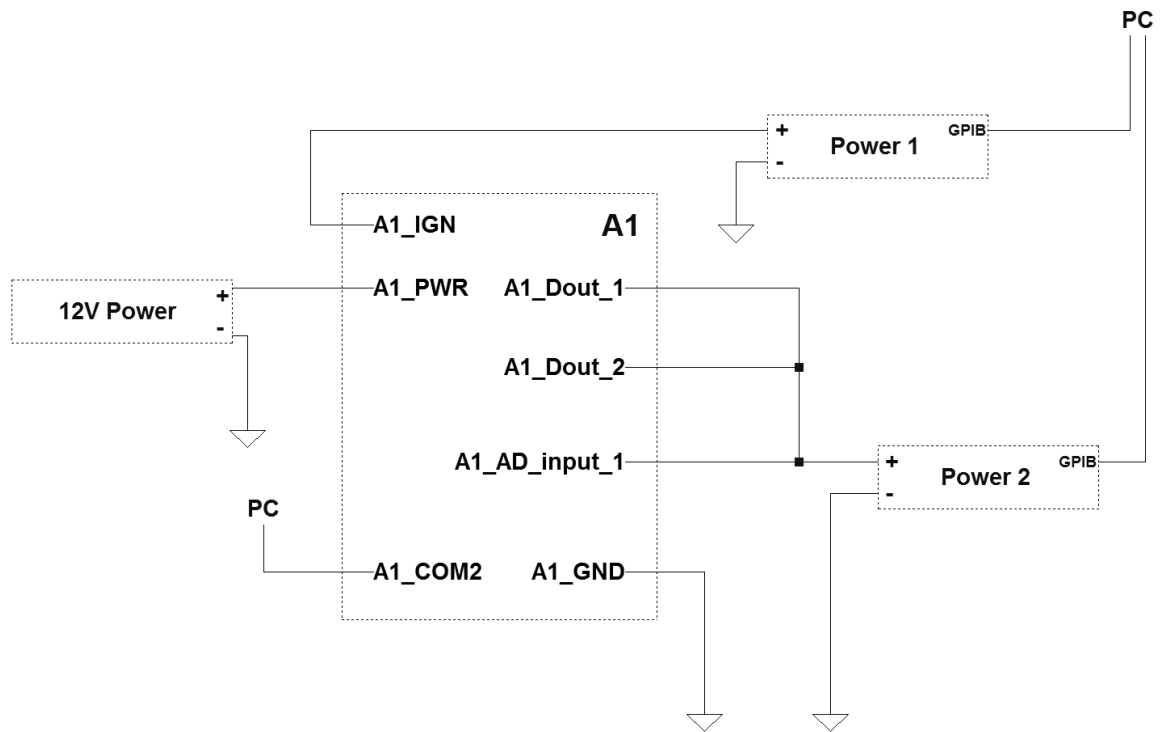 PC
+ Power 1 GPIB
-
A1_IGN A1
A1_PWR A1_Dout_1
12V Power +
-
A1_Dout_2
A1_AD_input_1
+ Power 2 GPIB
-
PC
A1_COM2 A1_GND